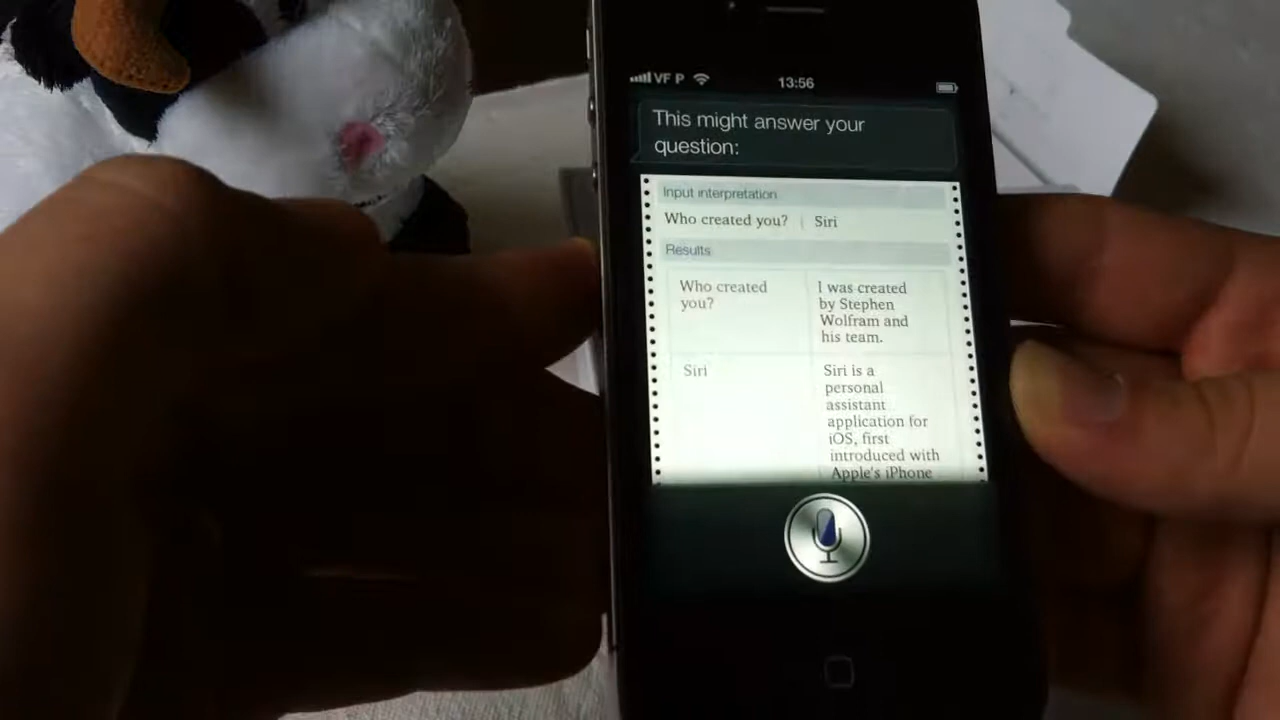 VF P 13:56
This might answer your
question:
Input interpretation
Who created you? | Siri
Results
Who created
you?
I was created
by Stephen
Wolfram and
his team.
Siri
Siri is a
personal
assistant
application for
iOS, first
introduced with
Apple's iPhone